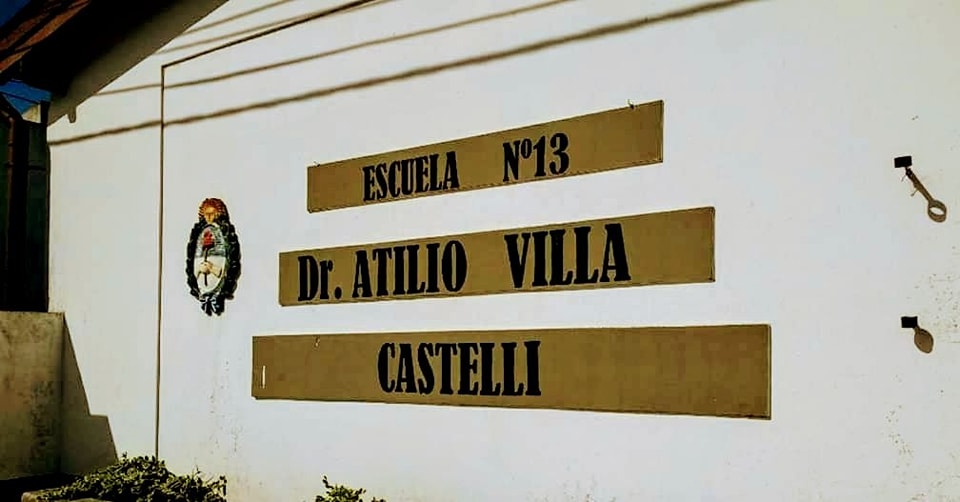 ESCUELA Nº13
Dr. ATILIO VILLA
CASTELLI